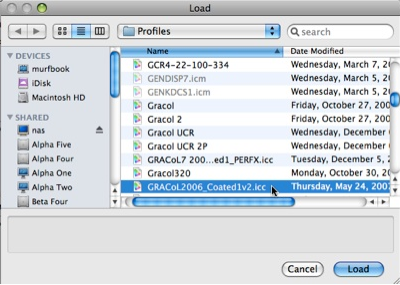 Load
Profiles
search
Name Date Modified
DEVICES
murfbook
iDisk
Macintosh HD
SHARED
nas
Alpha Five
Alpha Four
Alpha One
Alpha Two
Beta Four
GCR4-22-100-334 Wednesday, March 7, 2
GENDISP7.icm Wednesday, March 5,
GENKDCS1.icm Wednesday, March 5,
Gracol Friday, October 27, 200
Gracol 2 Friday, October 27, 200
Gracol UCR Wednesday, December
Gracol UCR 2P Wednesday, December
GRACoL7 200...ed1_PERFX.icc Tuesday, December 5,
Gracol320 Monday, October 30, 20
GRACoL2006_Coated1v2.icc Thursday, May 24, 200
Cancel Load